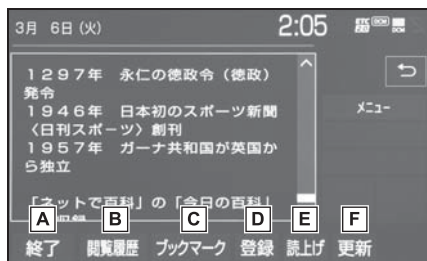 3月 6日 (火) 2:05
1297年 永仁の徳政令 (徳政)
発令
1946年 日本初のスポーツ新聞
〈日刊スポーツ〉創刊
1957年 ガーナ共和国が英国か
ら独立
「ネットで百科」の「今日の百科」
メニュー
A B C D E F
終了 閲覧履歴 ブックマーク 登録 読上げ 更新